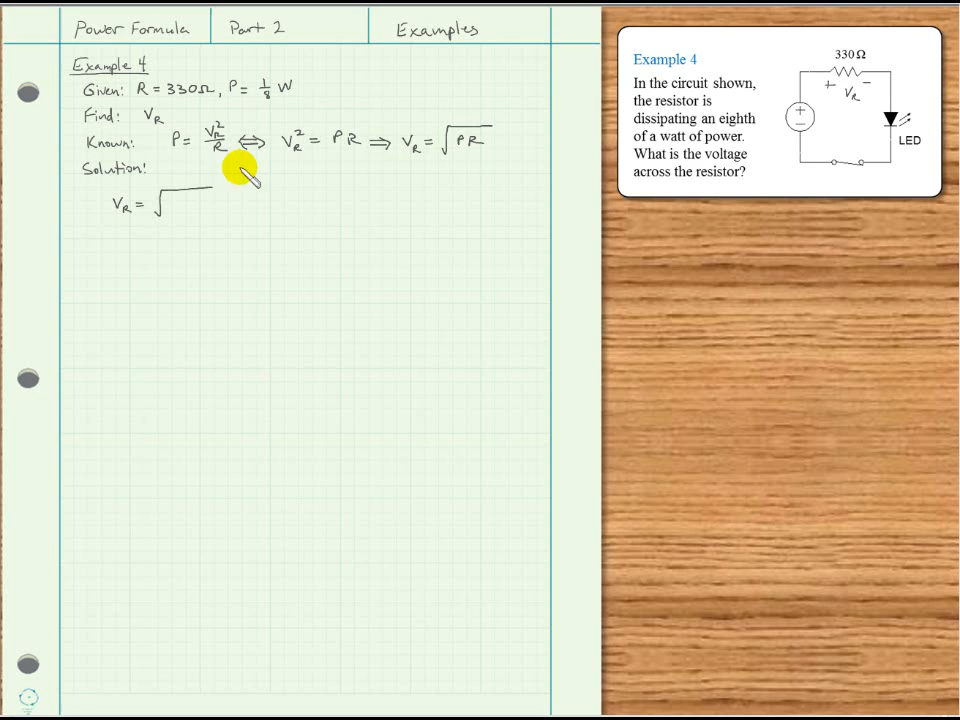 Power Formula Part 2 Examples
Example 4
Given: R = 330Ω, P = 1/8 W
Find: V_R
Known: P = V_R²/R ⇔ V_R² = PR ⇒ V_R = √PR
Solution:
V_R = √
Example 4
In the circuit shown,
the resistor is
dissipating an eighth
of a watt of power.
What is the voltage
across the resistor?
330 Ω
+ V_R −
+
−
LED